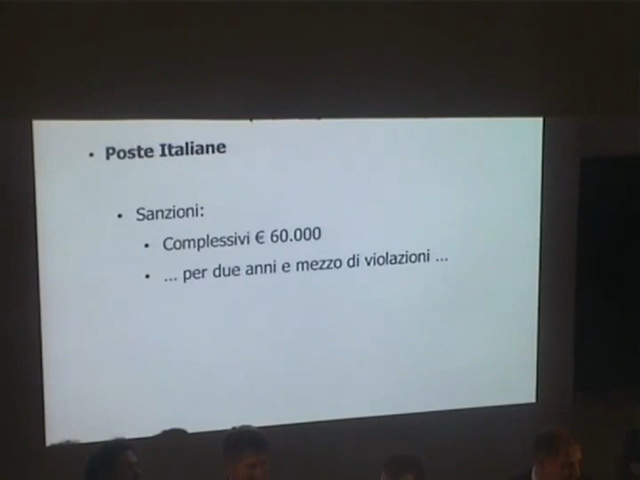 • Poste Italiane
• Sanzioni:
• Complessivi € 60.000
• ... per due anni e mezzo di violazioni ...